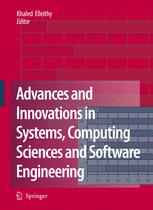 Khaled Elleithy
Editor
Advances and
Innovations in
Systems, Computing
Sciences and Software
Engineering
Springer